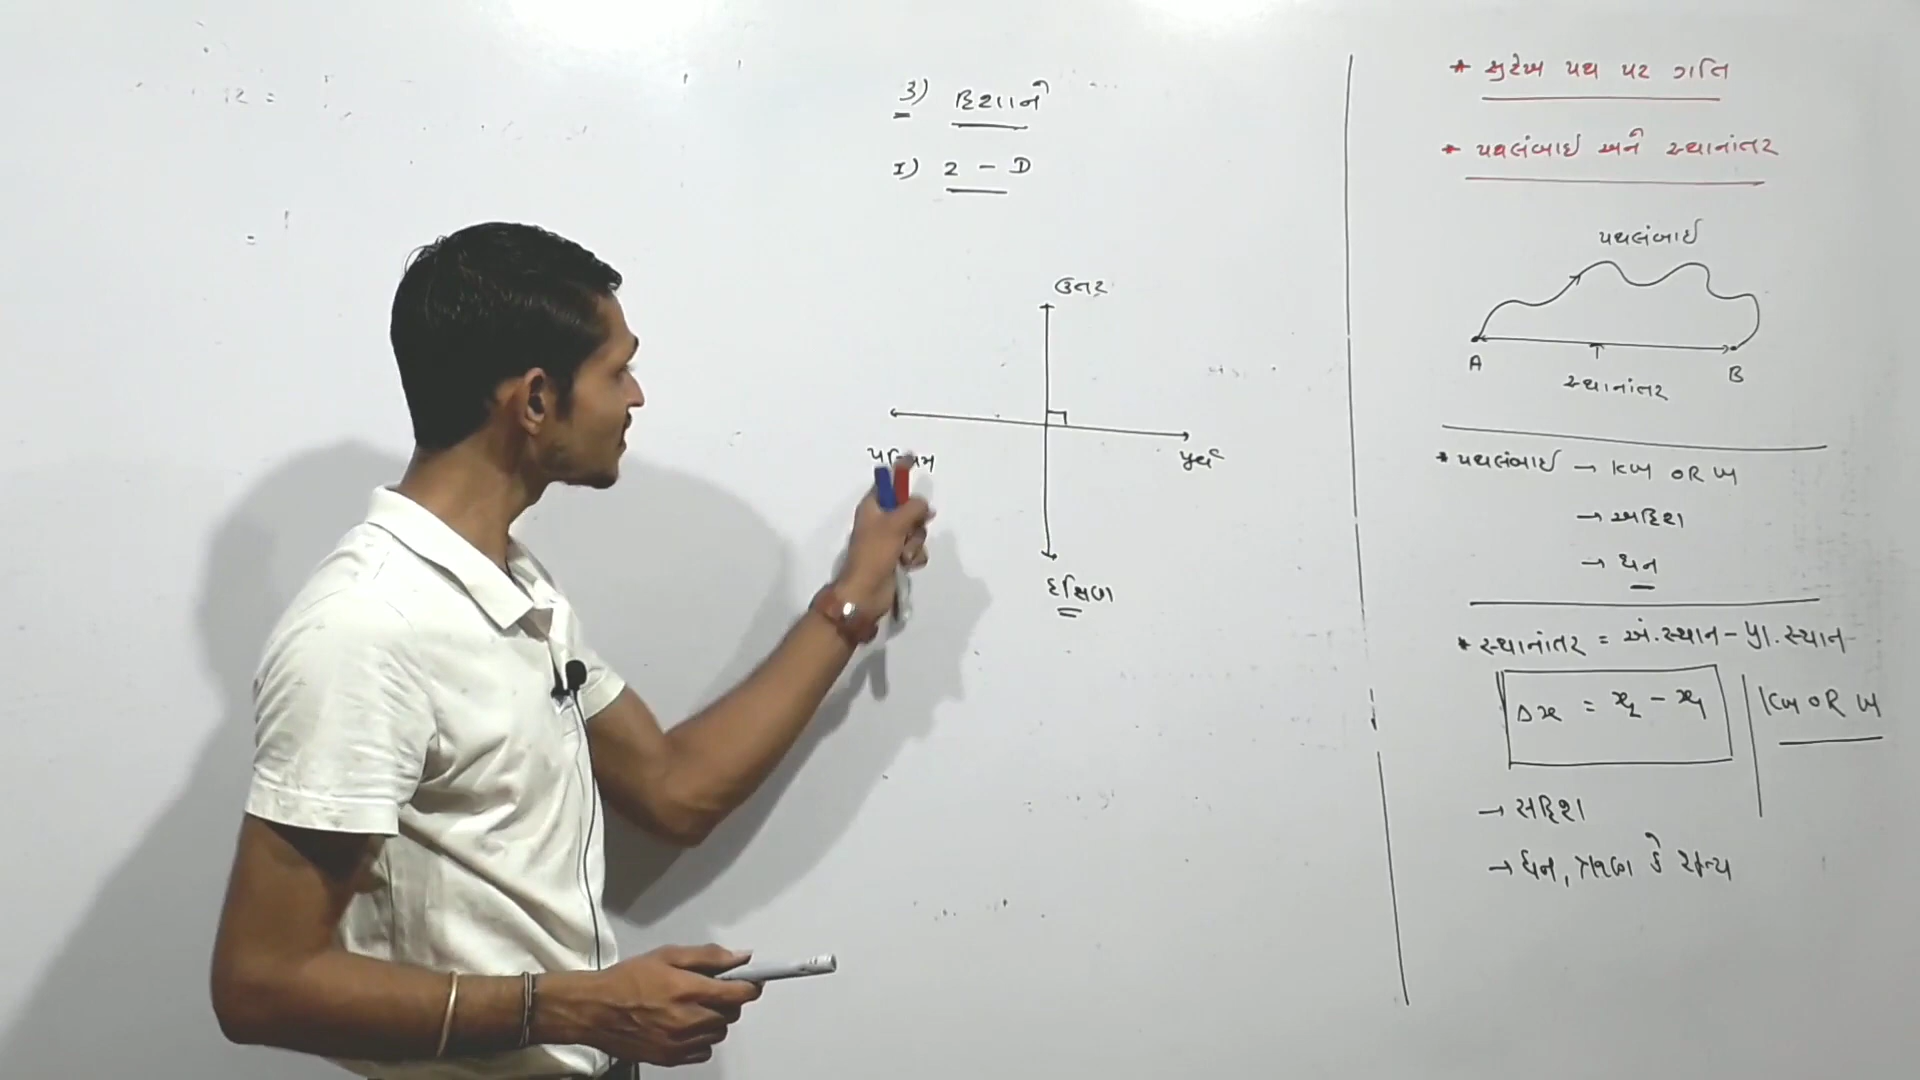 3) દિશાને
I) 2 - D
ઉત્તર
પશ્ચિમ
પુર્વ
દક્ષિણ
* સુરેખ પથ પર ગતિ
* પથલંબાઈ અને સ્થાનાંતર
પથલંબાઈ
A
B
સ્થાનાંતર
* પથલંબાઈ → KM OR M
→ અદિશ
→ ધન
* સ્થાનાંતર = અં.સ્થાન - પ્રા.સ્થાન
Δx = x₂ - x₁
KM OR M
→ સદિશ
→ ધન, ઋણ કે શૂન્ય